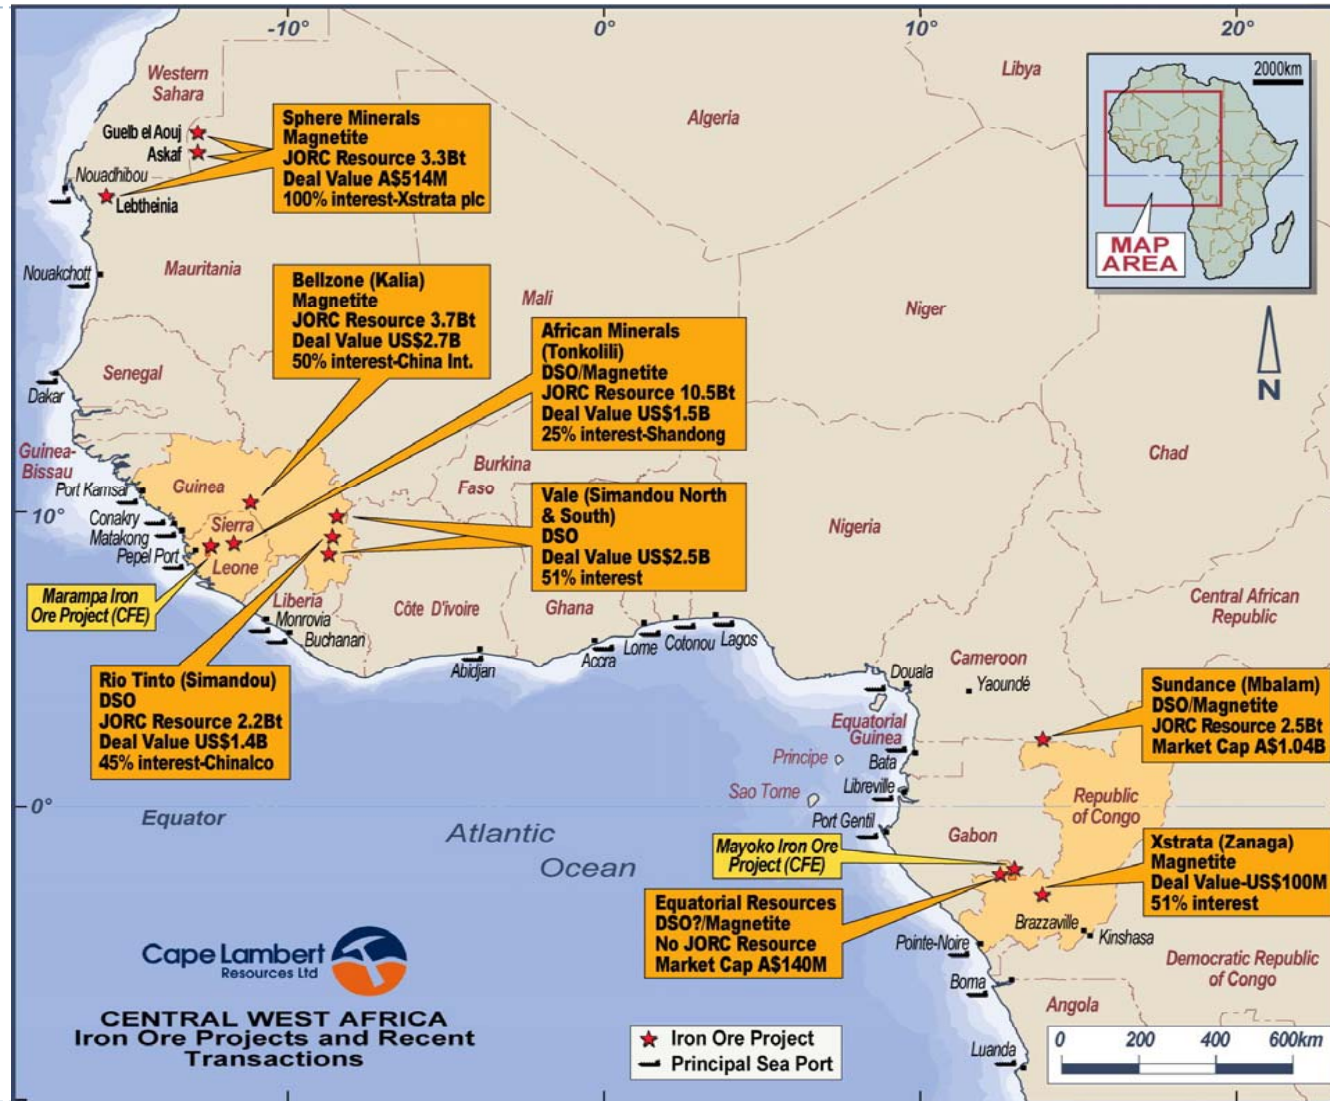 -10°
0°
10°
20°
Western
Sahara
Algeria
Libya
2000km
MAP
AREA
Guelb el Aouj
Askaf
Nouadhibou
Lebtheinia
Sphere Minerals
Magnetite
JORC Resource 3.3Bt
Deal Value A$514M
100% interest-Xstrata plc
Nouakchott
Mauritania
Mali
Niger
Chad
N
Bellzone (Kalia)
Magnetite
JORC Resource 3.7Bt
Deal Value US$2.7B
50% interest-China Int.
African Minerals
(Tonkolili)
DSO/Magnetite
JORC Resource 10.5Bt
Deal Value US$1.5B
25% interest-Shandong
Senegal
Dakar
Guinea-
Bissau
Guinea
Burkina
Faso
Port Kamsar
10°
Conakry
Matakong
Pepel Port
Sierra
Leone
Vale (Simandou North
& South)
DSO
Deal Value US$2.5B
51% interest
Nigeria
Marampa Iron
Ore Project (CFE)
Liberia
Monrovia
Buchanan
Côte D'ivoire
Ghana
Abidjan
Accra
Lome
Cotonou
Lagos
Central African
Republic
Cameroon
Douala
Yaoundé
Rio Tinto (Simandou)
DSO
JORC Resource 2.2Bt
Deal Value US$1.4B
45% interest-Chinalco
Sundance (Mbalam)
DSO/Magnetite
JORC Resource 2.5Bt
Market Cap A$1.04B
Equatorial
Guinea
Principe
Bata
Sao Tome
Libreville
0°
Equator
Port Gentil
Republic
of Congo
Gabon
Atlantic
Ocean
Mayoko Iron Ore
Project (CFE)
Xstrata (Zanaga)
Magnetite
Deal Value-US$100M
51% interest
Equatorial Resources
DSO?/Magnetite
No JORC Resource
Market Cap A$140M
Brazzaville
Kinshasa
Pointe-Noire
Boma
Democratic Republic
of Congo
Angola
Luanda
Cape Lambert
Resources Ltd
CENTRAL WEST AFRICA
Iron Ore Projects and Recent
Transactions
Iron Ore Project
Principal Sea Port
0 200 400 600km